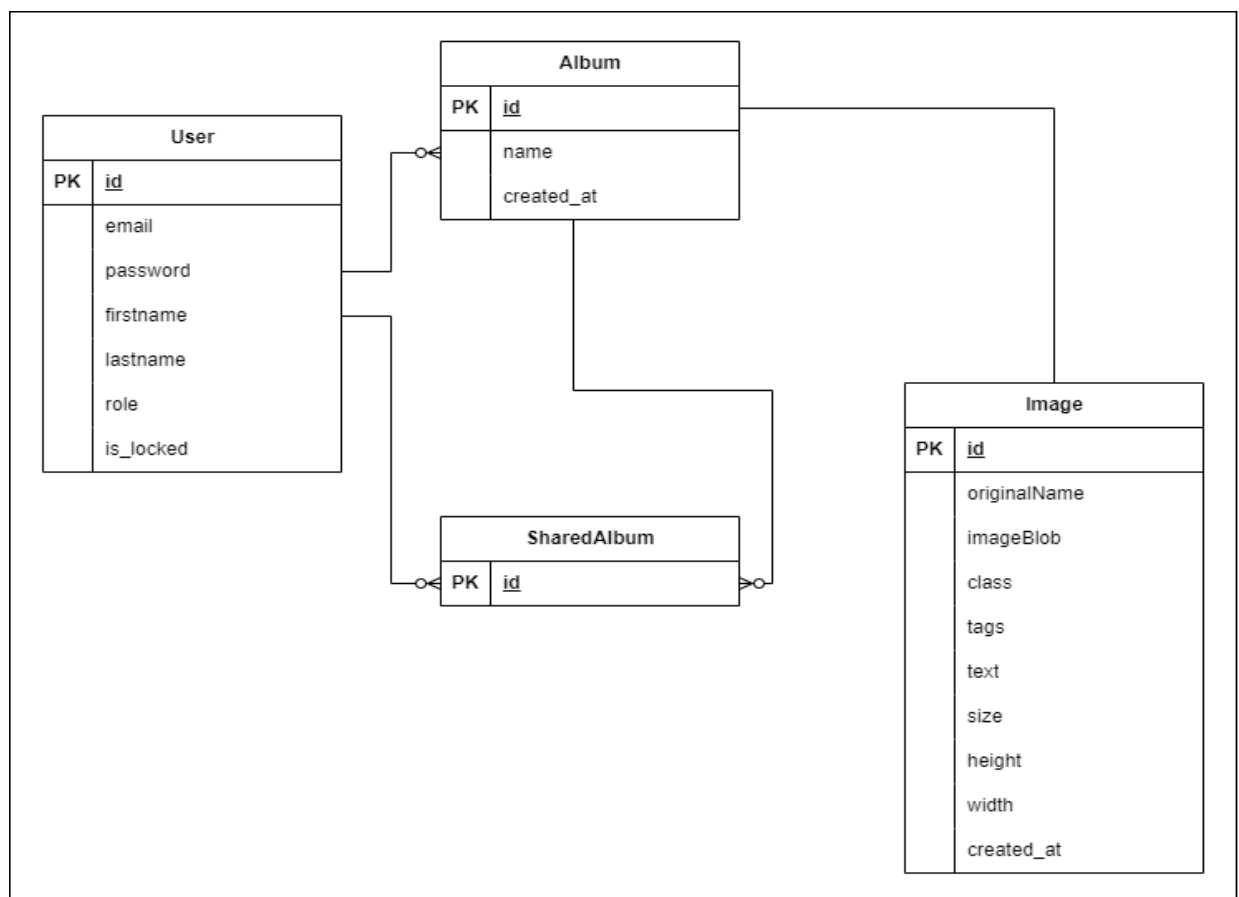 User
PK id
email
password
firstname
lastname
role
is_locked
Album
PK id
name
created_at
SharedAlbum
PK id
Image
PK id
originalName
imageBlob
class
tags
text
size
height
width
created_at